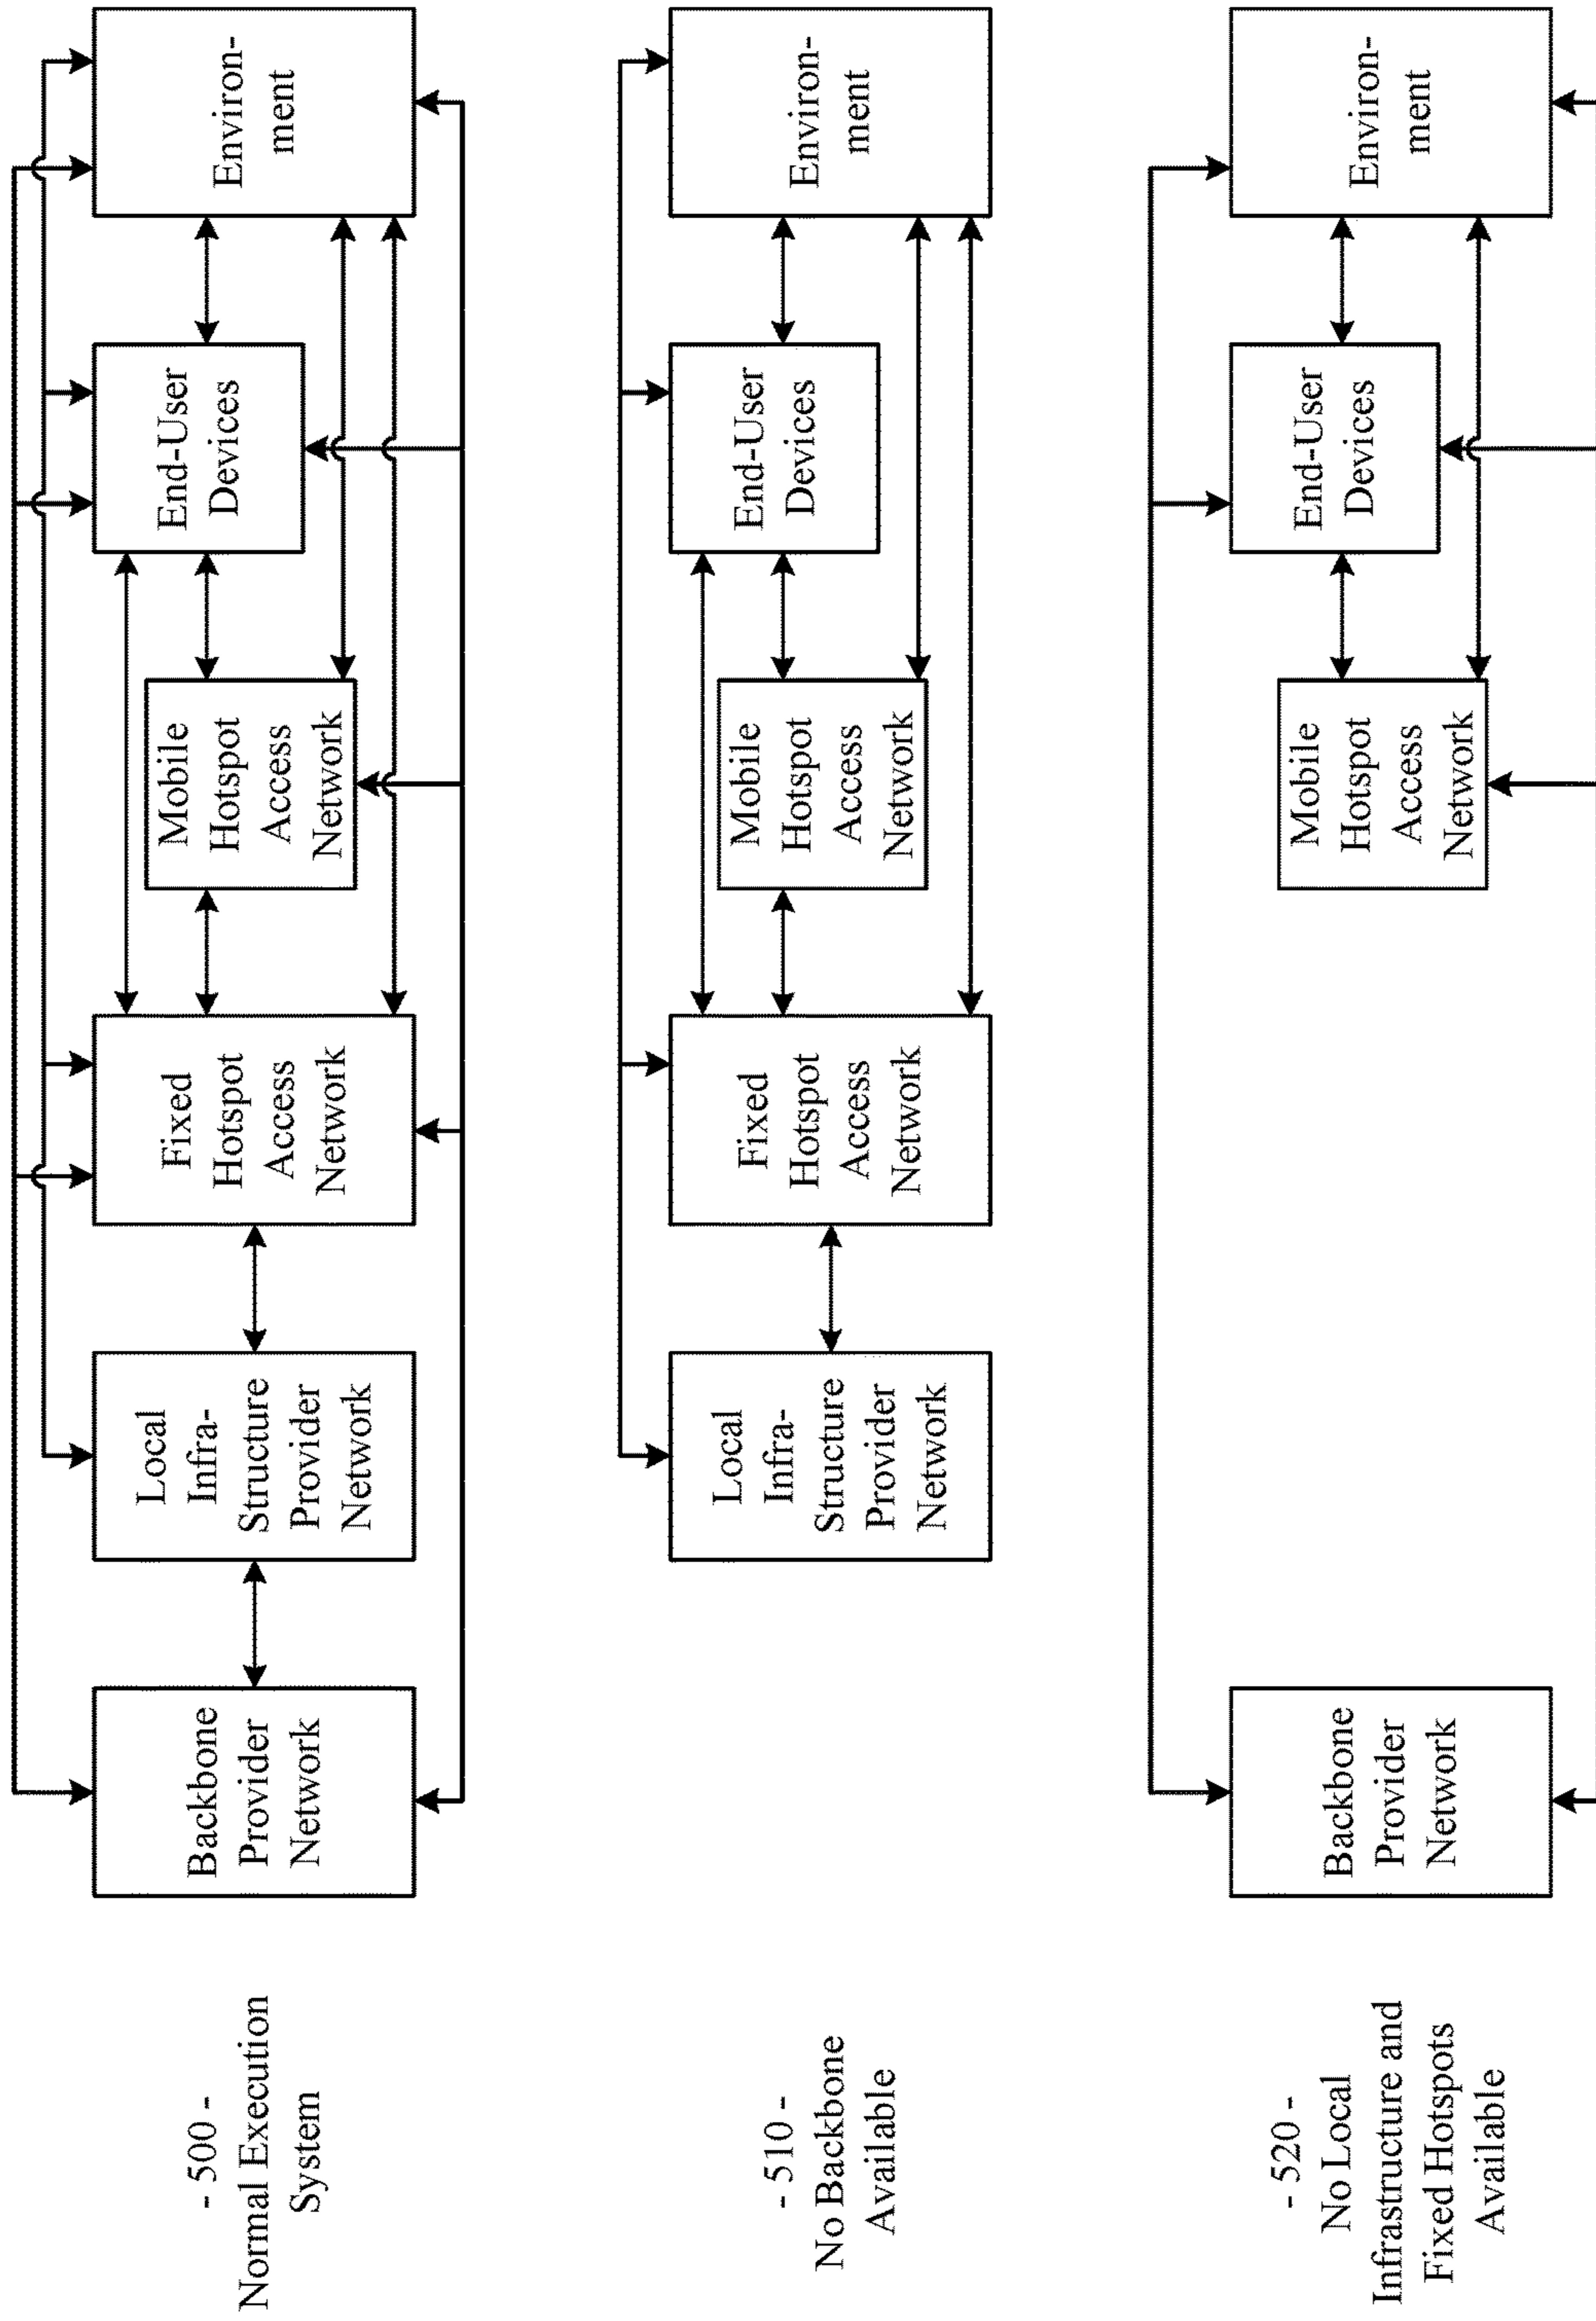 - 500 -
Normal Execution
System
Backbone
Provider
Network
Local
Infra-
Structure
Provider
Network
Fixed
Hotspot
Access
Network
Mobile
Hotspot
Access
Network
End-User
Devices
Environ-
ment
- 510 -
No Backbone
Available
Local
Infra-
Structure
Provider
Network
Fixed
Hotspot
Access
Network
Mobile
Hotspot
Access
Network
End-User
Devices
Environ-
ment
- 520 -
No Local
Infrastructure and
Fixed Hotspots
Available
Backbone
Provider
Network
Mobile
Hotspot
Access
Network
End-User
Devices
Environ-
ment